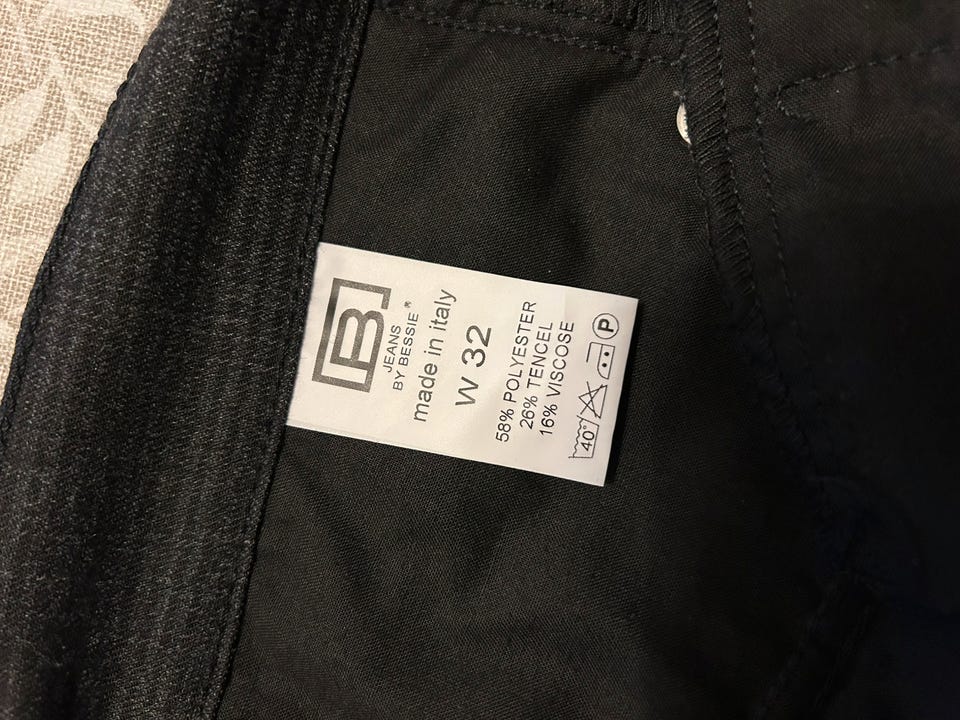 B
JEANS
BY BESSIE ®
made in italy
W 32
58% POLYESTER
26% TENCEL
16% VISCOSE
40° P